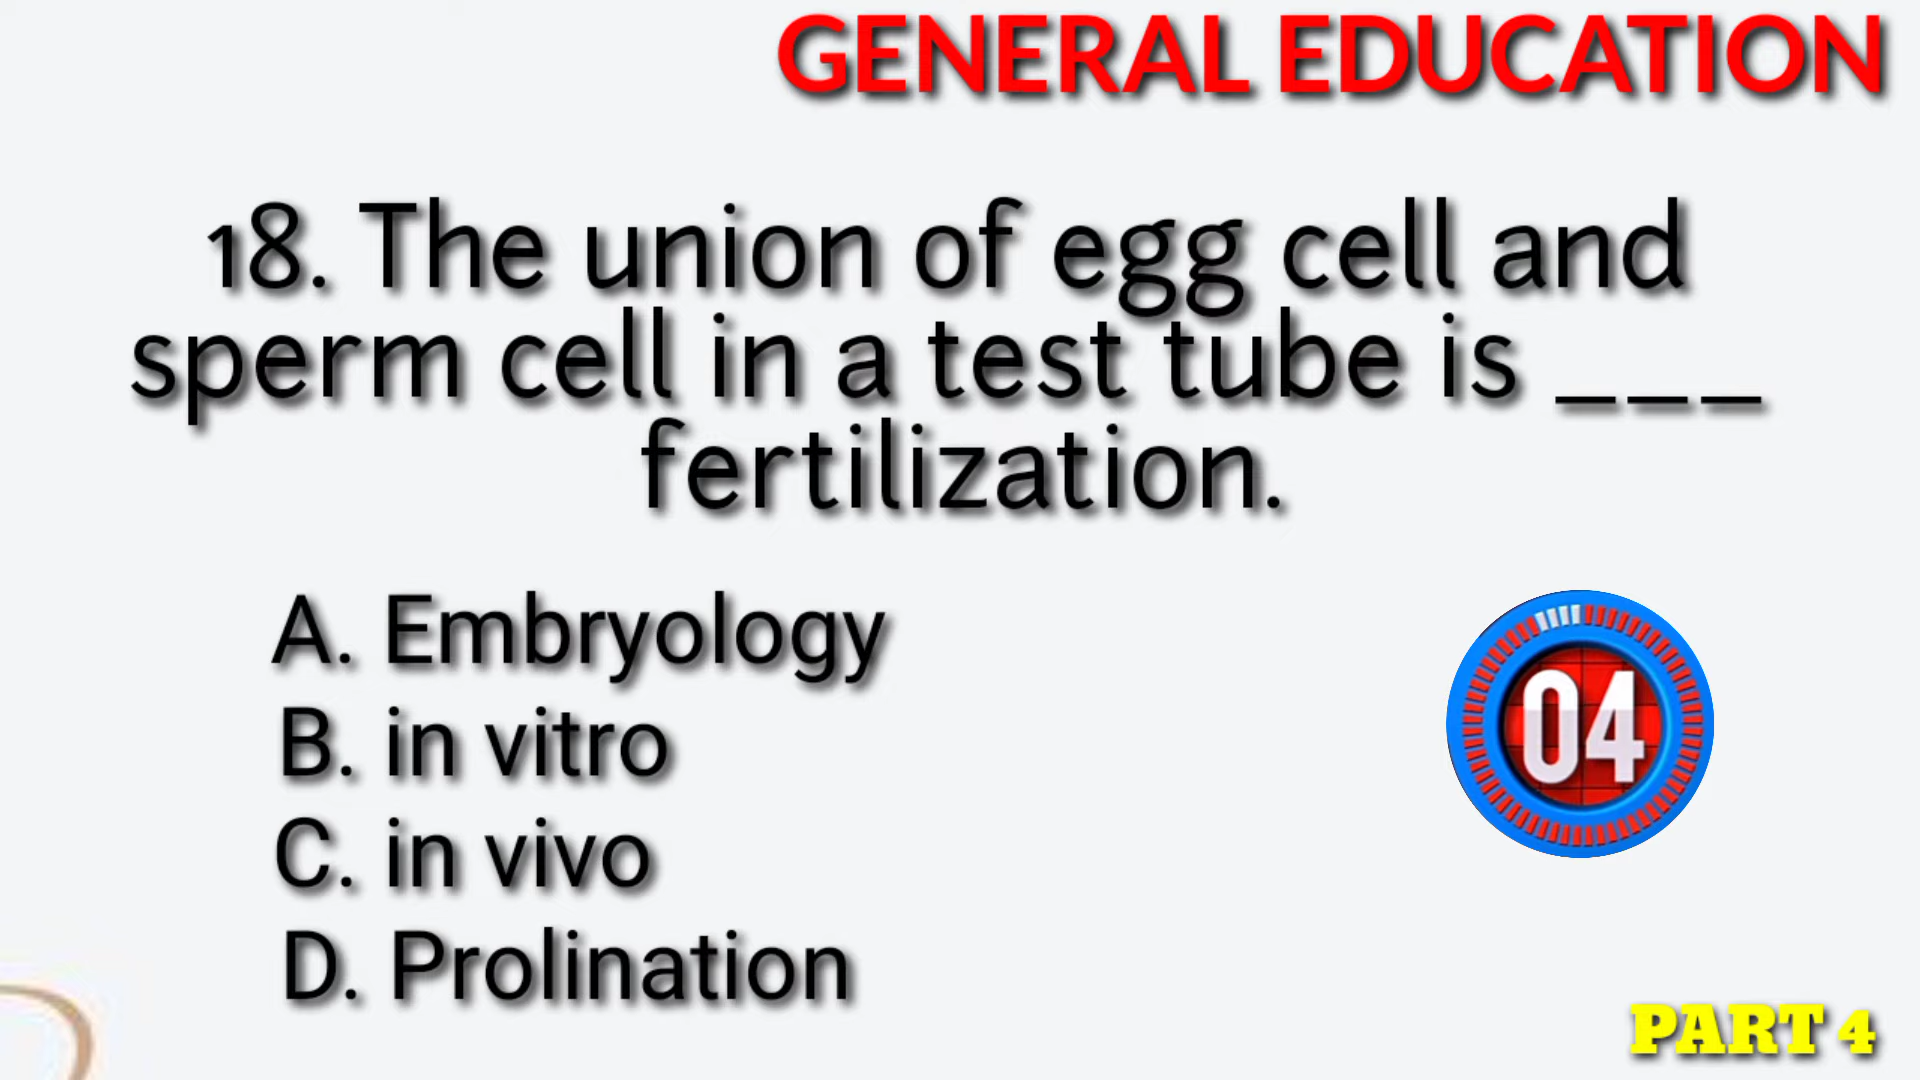 GENERAL EDUCATION
18. The union of egg cell and
sperm cell in a test tube is ___
fertilization.
A. Embryology
B. in vitro
C. in vivo
D. Prolination
04
PART 4